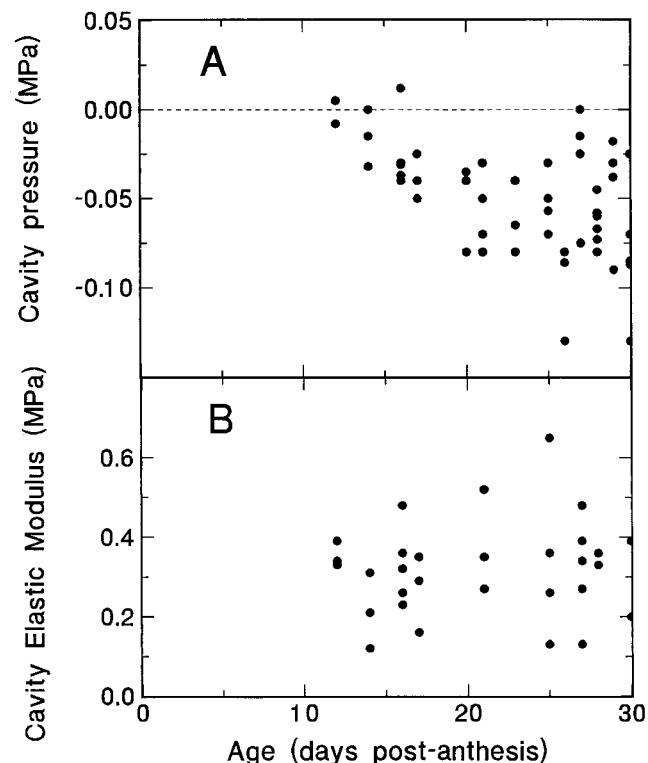 0.05
A
0.00
-0.05
-0.10
Cavity pressure (MPa)
B
0.6
0.4
0.2
0.0
Cavity Elastic Modulus (MPa)
0 10 20 30
Age (days post-anthesis)